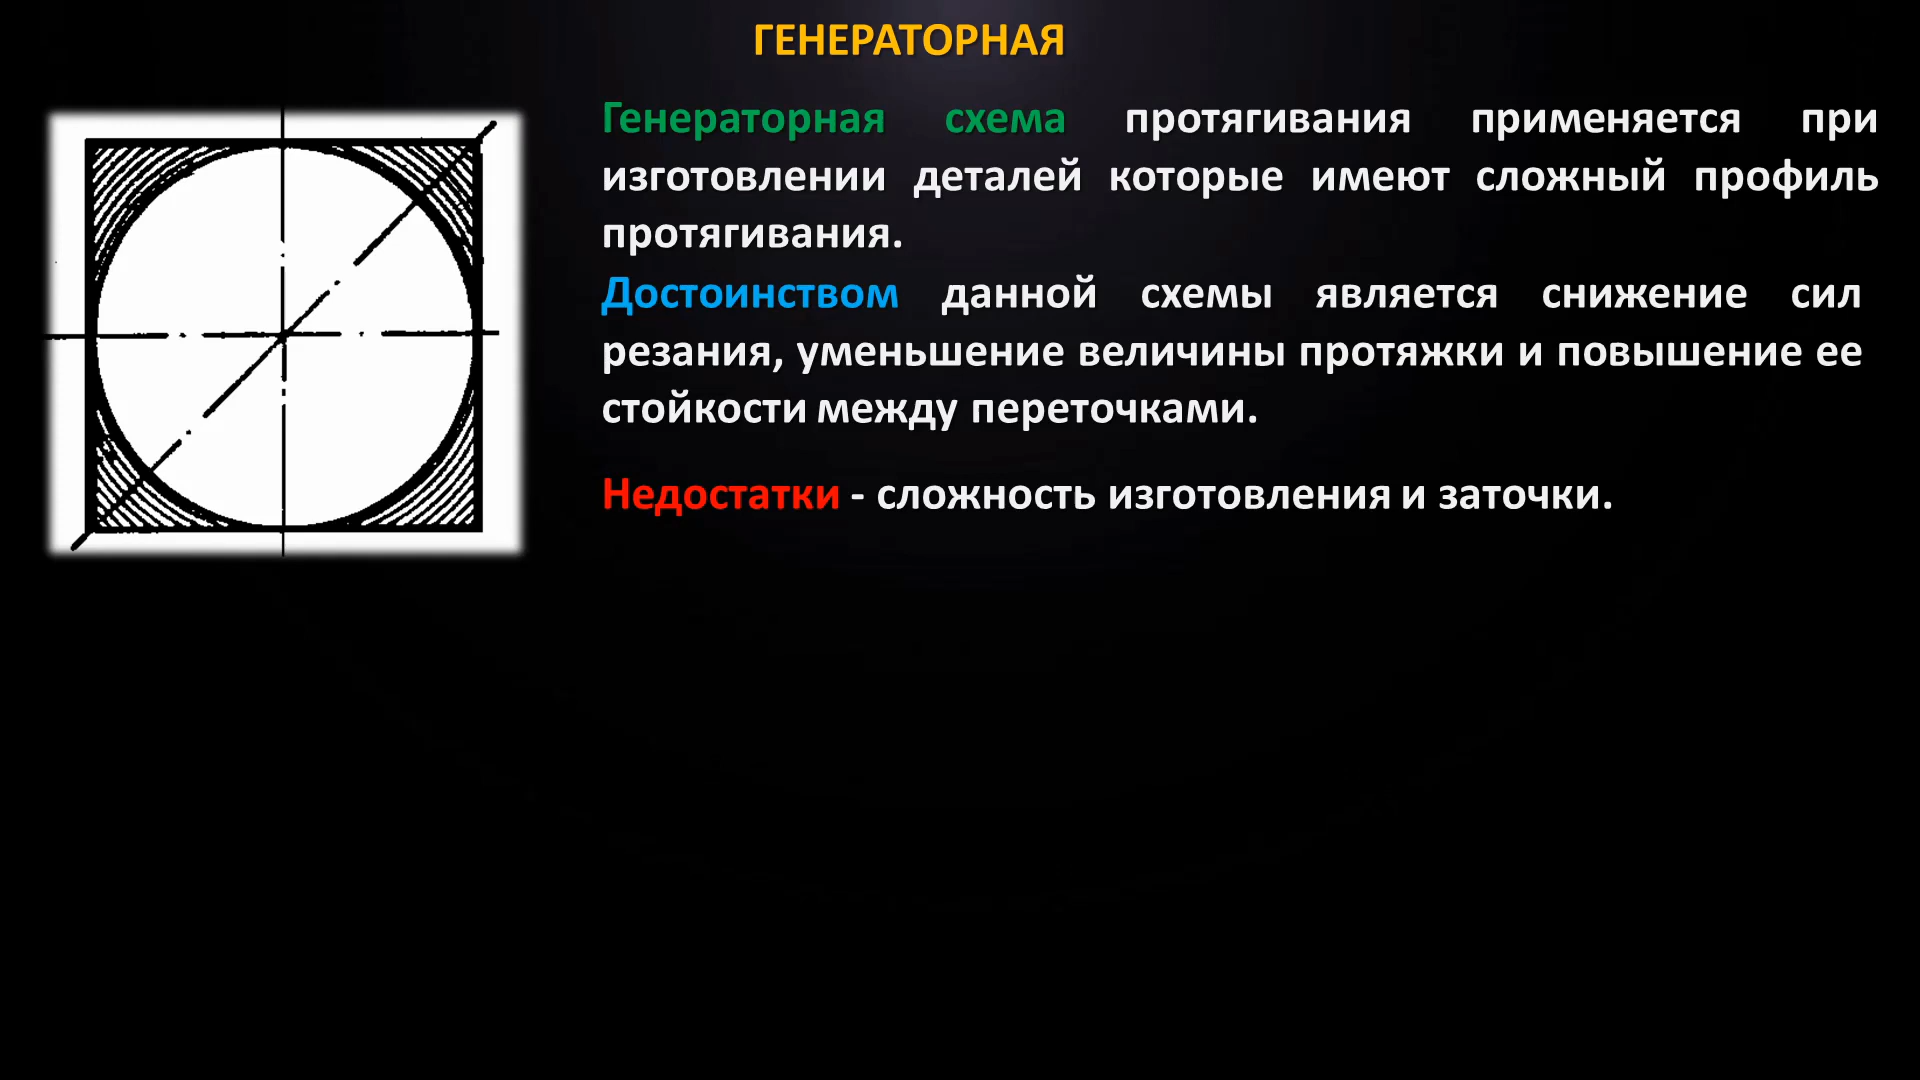 ГЕНЕРАТОРНАЯ
Генераторная схема протягивания применяется при
изготовлении деталей которые имеют сложный профиль
протягивания.
Достоинством данной схемы является снижение сил
резания, уменьшение величины протяжки и повышение ее
стойкости между переточками.
Недостатки - сложность изготовления и заточки.